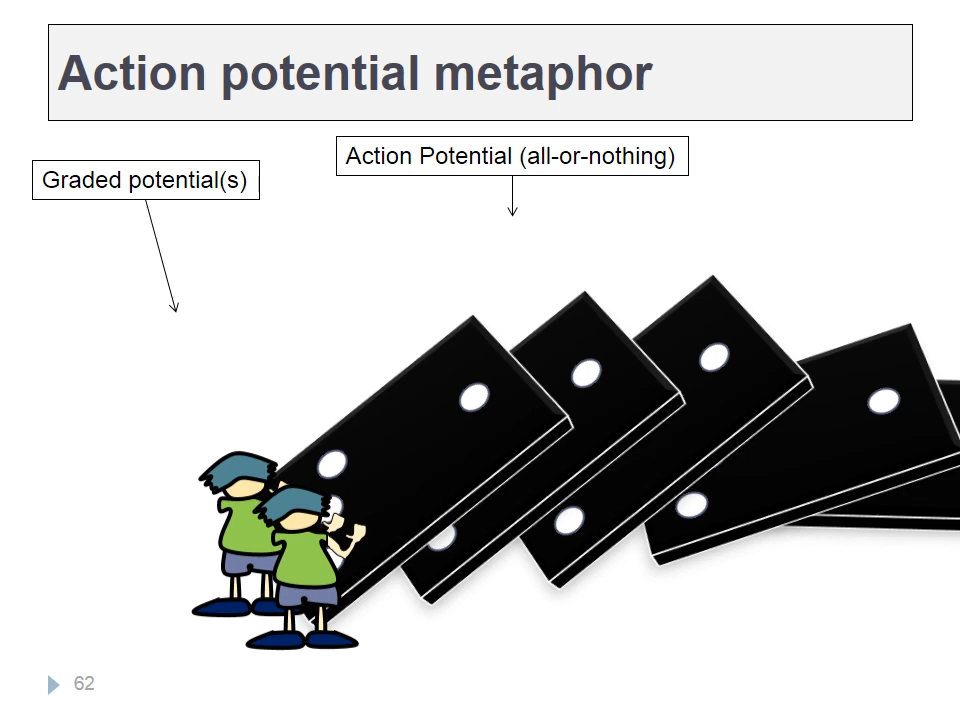 Action potential metaphor
Action Potential (all-or-nothing)
Graded potential(s)
62